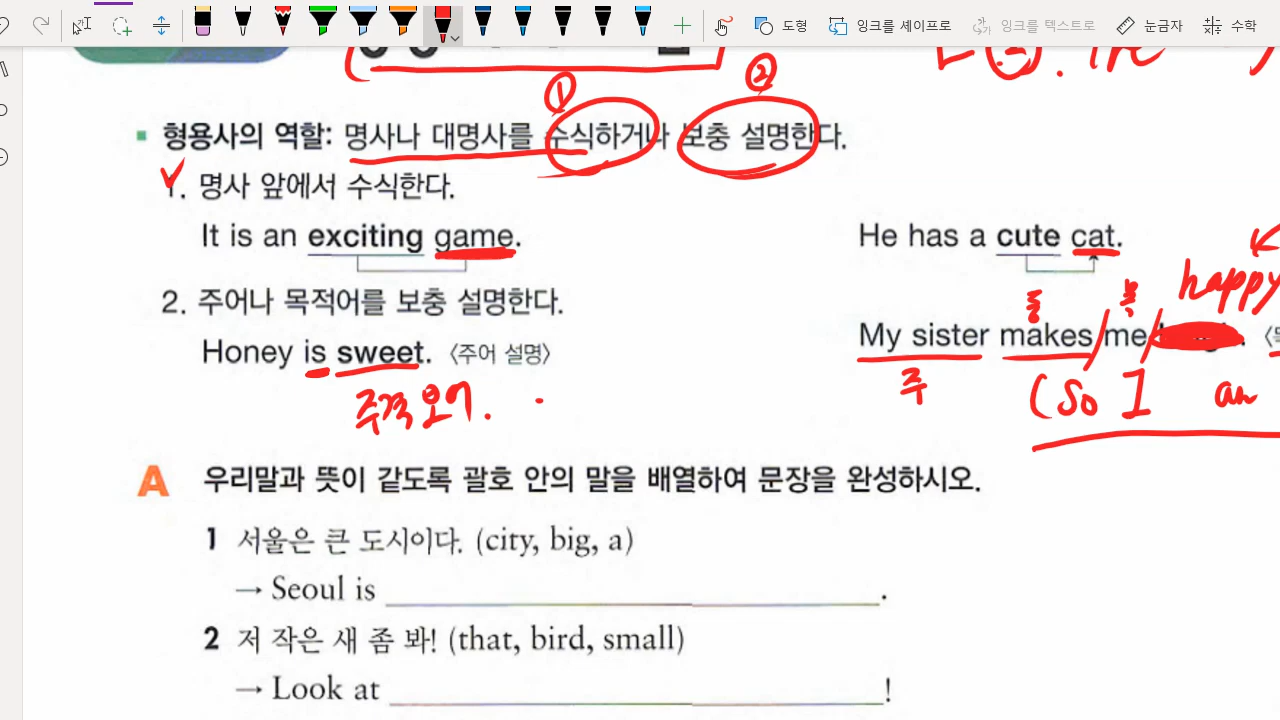 도형 잉크를 셰이프로 잉크를 텍스트로 눈금자 수학
① ②
형용사의 역할: 명사나 대명사를 수식하거나 보충 설명한다.
1. 명사 앞에서 수식한다.
It is an exciting game.
He has a cute cat.
happy
2. 주어나 목적어를 보충 설명한다.
Honey is sweet. 〈주어 설명〉
My sister makes me
주
(So I am
A 우리말과 뜻이 같도록 괄호 안의 말을 배열하여 문장을 완성하시오.
1 서울은 큰 도시이다. (city, big, a)
→ Seoul is .
2 저 작은 새 좀 봐! (that, bird, small)
→ Look at !